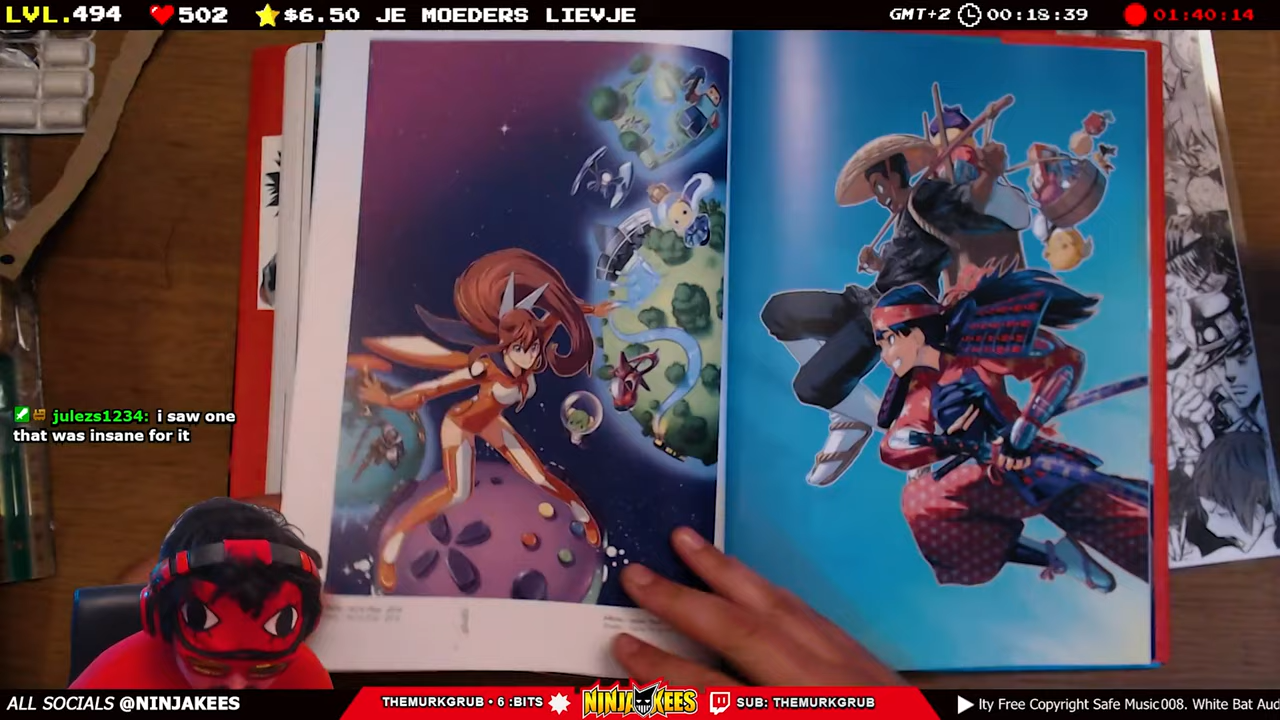 LVL.494 502 $6.50 JE MOEDERS LIEVJE GMT+2 00:18:39 01:40:14
julezs1234: i saw one
that was insane for it
ALL SOCIALS @NINJAKEES THEMURKGRUB • 6 :BITS NINJAKEES SUB: THEMURKGRUB ity Free Copyright Safe Music008. White Bat Aud